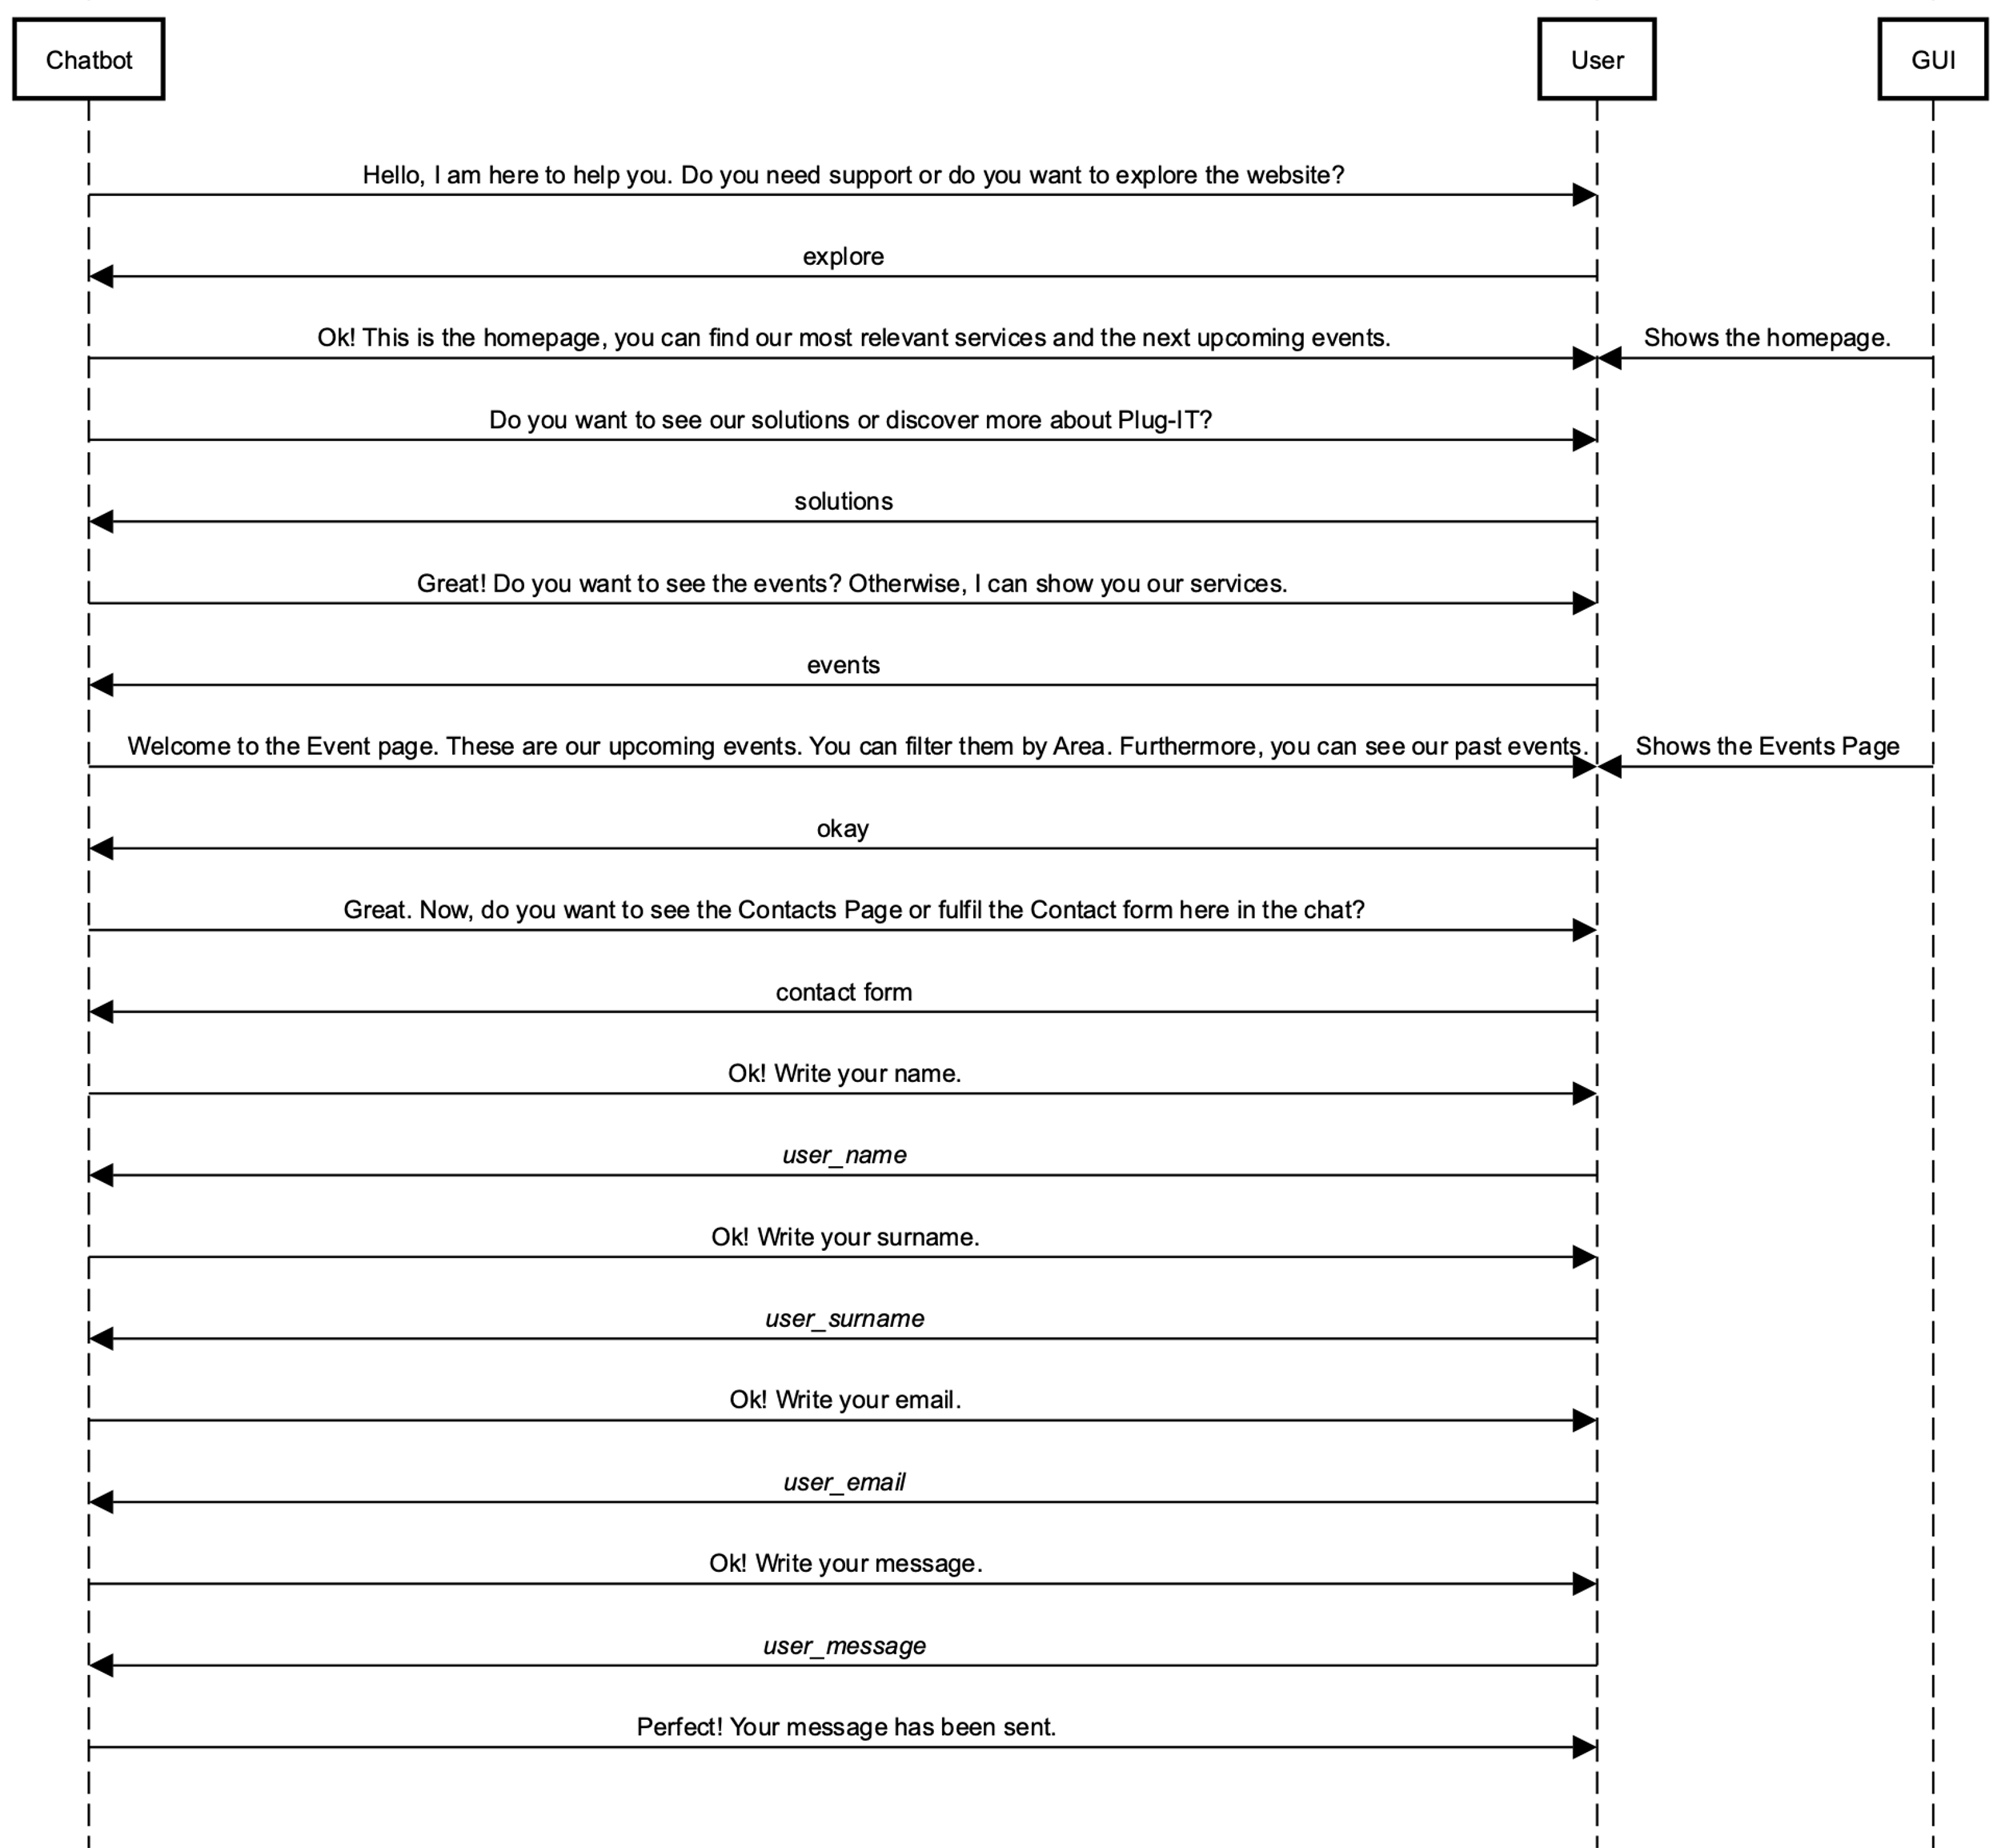 Chatbot
User
GUI
Hello, I am here to help you. Do you need support or do you want to explore the website?
explore
Ok! This is the homepage, you can find our most relevant services and the next upcoming events.
Shows the homepage.
Do you want to see our solutions or discover more about Plug-IT?
solutions
Great! Do you want to see the events? Otherwise, I can show you our services.
events
Welcome to the Event page. These are our upcoming events. You can filter them by Area. Furthermore, you can see our past events.
Shows the Events Page
okay
Great. Now, do you want to see the Contacts Page or fulfil the Contact form here in the chat?
contact form
Ok! Write your name.
user_name
Ok! Write your surname.
user_surname
Ok! Write your email.
user_email
Ok! Write your message.
user_message
Perfect! Your message has been sent.